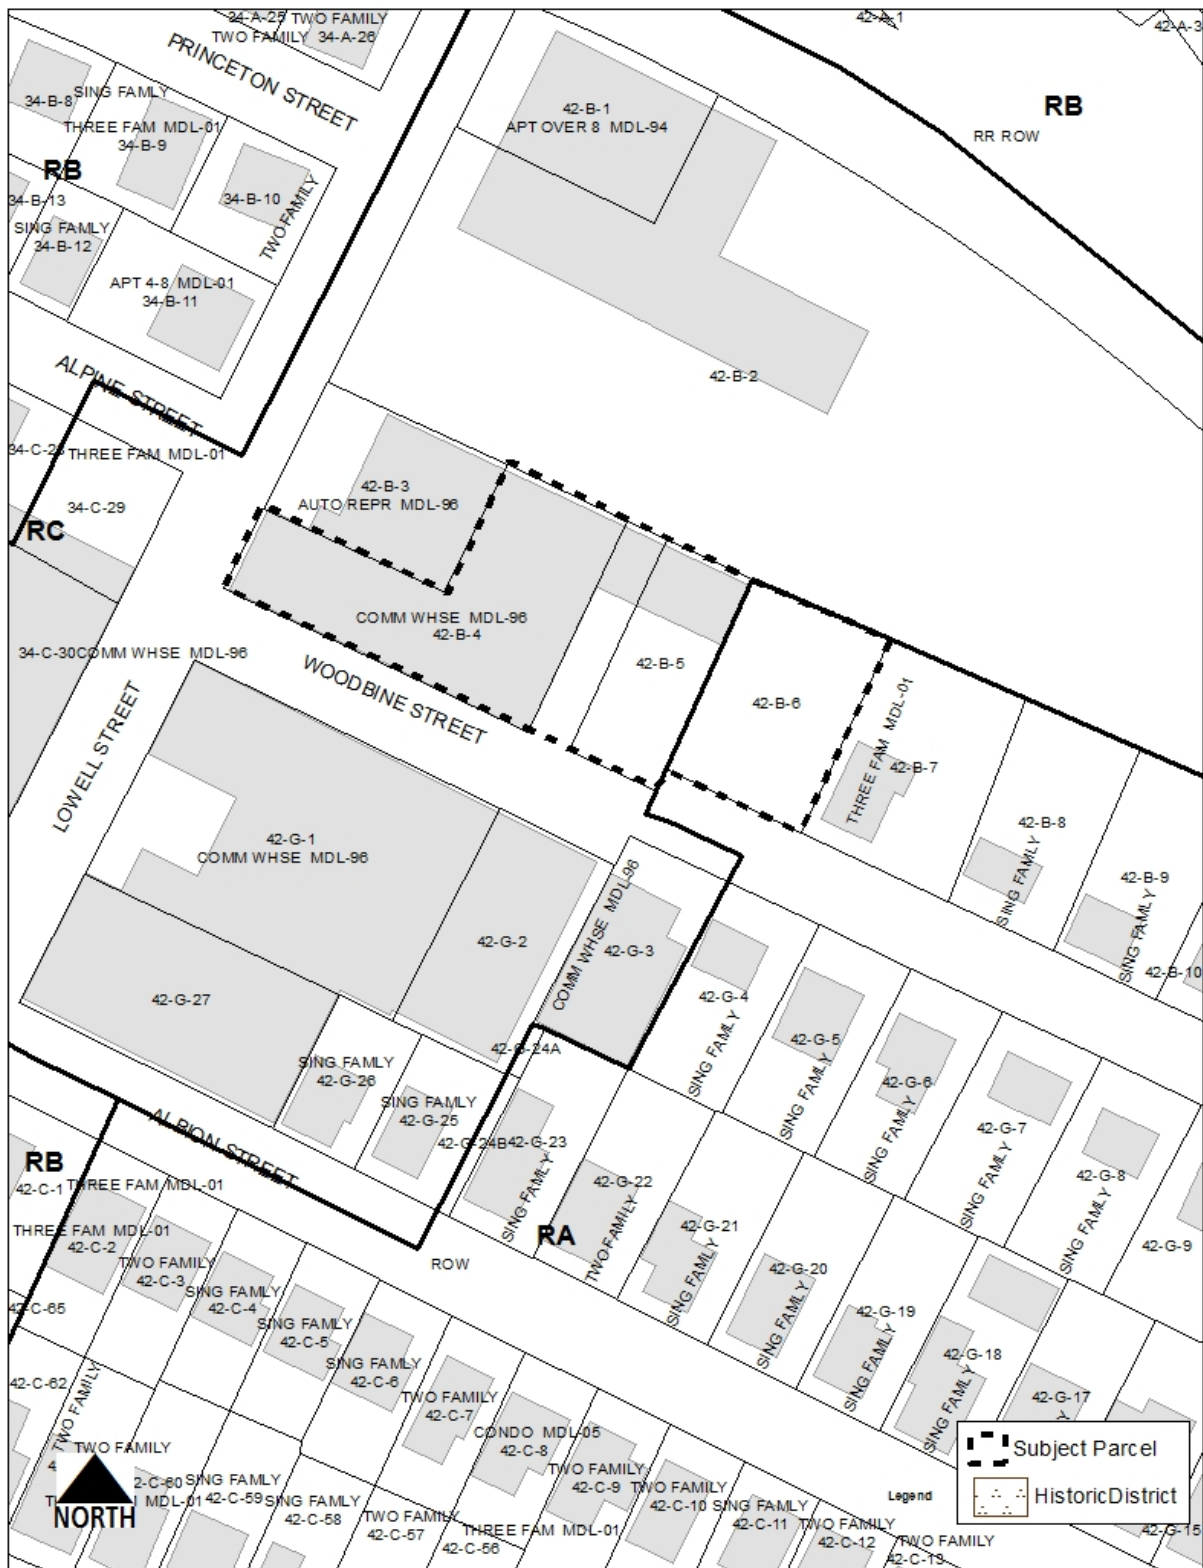 34-A-25
TWO FAMILY
TWO FAMILY
34-A-26
42-A-1
42-A-3
PRINCETON STREET
34-B-8
SING FAMLY
THREE FAM MDL-01
34-B-9
42-B-1
APT OVER 8 MDL-94
RB
RR ROW
RB
34-B-13
34-B-10
TWO FAMILY
SING FAMLY
34-B-12
APT 4-8 MDL-01
34-B-11
42-B-2
ALPINE STREET
34-C-28
THREE FAM MDL-01
34-C-29
RC
42-B-3
AUTO REPR MDL-96
COMM WHSE MDL-96
42-B-4
42-B-5
42-B-6
THREE FAM MDL-01
42-B-7
34-C-30
COMM WHSE MDL-96
WOODBINE STREET
LOWELL STREET
42-G-1
COMM WHSE MDL-96
42-B-8
SING FAMILY
42-B-9
SING FAMILY
42-B-10
COMM WHSE MDL-96
42-G-3
42-G-2
42-G-27
42-G-4
SING FAMLY
42-G-5
SING FAMLY
42-G-6
SING FAMLY
42-G-7
SING FAMLY
42-G-8
SING FAMLY
42-G-9
42-G-24A
SING FAMLY
42-G-26
SING FAMLY
42-G-25
42-G-24B
42-G-23
SING FAMLY
42-G-22
TWO FAMILY
42-G-21
SING FAMLY
42-G-20
SING FAMLY
42-G-19
SING FAMLY
42-G-18
SING FAMLY
42-G-17
ALBION STREET
RB
42-C-1
THREE FAM MDL-01
THREE FAM MDL-01
42-C-2
TWO FAMILY
42-C-3
SING FAMLY
42-C-4
SING FAMLY
42-C-5
SING FAMLY
42-C-6
TWO FAMILY
42-C-7
CONDO MDL-05
42-C-8
TWO FAMILY
42-C-9
TWO FAMILY
42-C-10
SING FAMLY
42-C-11
TWO FAMILY
42-C-12
TWO FAMILY
42-C-13
RA
ROW
42-C-65
42-C-62
TWO FAMILY
TWO FAMILY
2-C-60
MDL-01
SING FAMLY
42-C-59
SING FAMLY
42-C-58
TWO FAMILY
42-C-57
THREE FAM MDL-01
42-C-56
NORTH
Legend
Subject Parcel
HistoricDistrict
42-G-15